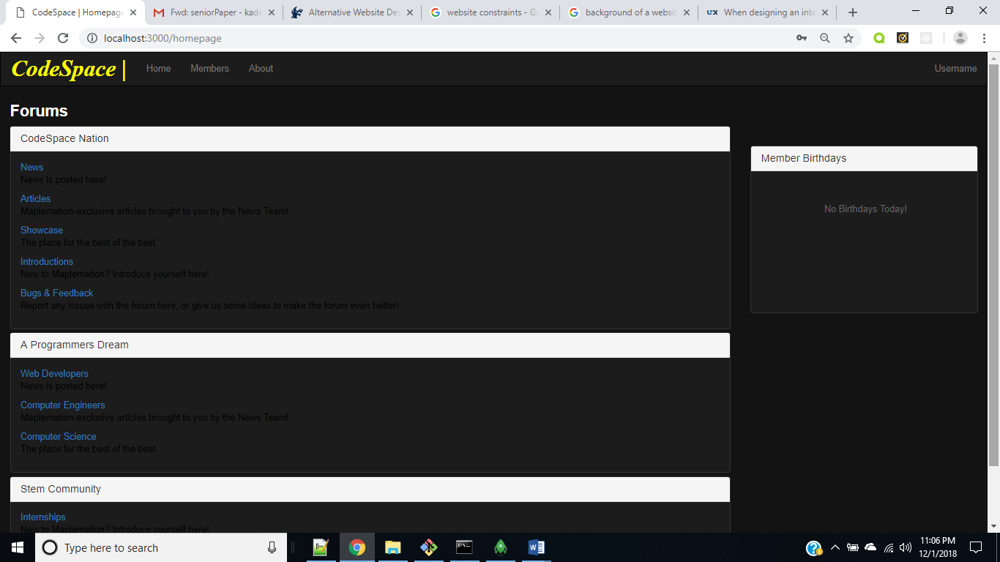 CodeSpace | Homepage
Fwd: seniorPaper - kade
Alternative Website Des
website constraints - Go
background of a websit
ux When designing an inte
localhost:3000/homepage
CodeSpace |
Home
Members
About
Username
Forums
CodeSpace Nation
News
News is posted here!
Articles
Maplemation-exclusive articles brought to you by the News Team!
Showcase
The place for the best of the best.
Introductions
New to Maplemation? Introduce yourself here!
Bugs & Feedback
Report any issues with the forum here, or give us some ideas to make the forum even better!
Member Birthdays
No Birthdays Today!
A Programmers Dream
Web Developers
News is posted here!
Computer Engineers
Maplemation-exclusive articles brought to you by the News Team!
Computer Science
The place for the best of the best.
Stem Community
Internships
New to Maplemation? Introduce yourself here!
Type here to search
11:06 PM
12/1/2018